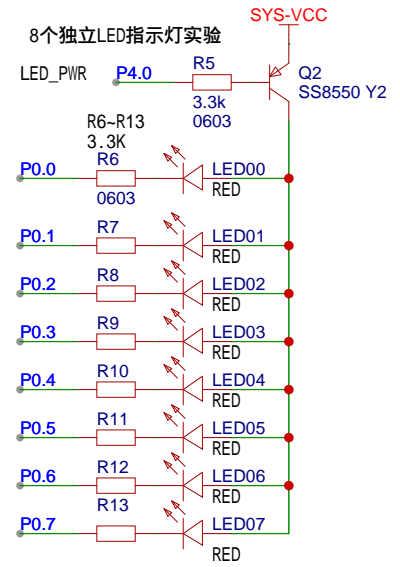 SYS-VCC
8个独立LED指示灯实验
LED_PWR P4.0 R5 Q2
3.3k SS8550 Y2
0603
R6~R13
3.3K
P0.0 R6 LED00
0603 RED
P0.1 R7 LED01
RED
P0.2 R8 LED02
RED
P0.3 R9 LED03
RED
P0.4 R10 LED04
RED
P0.5 R11 LED05
RED
P0.6 R12 LED06
RED
P0.7 R13 LED07
RED